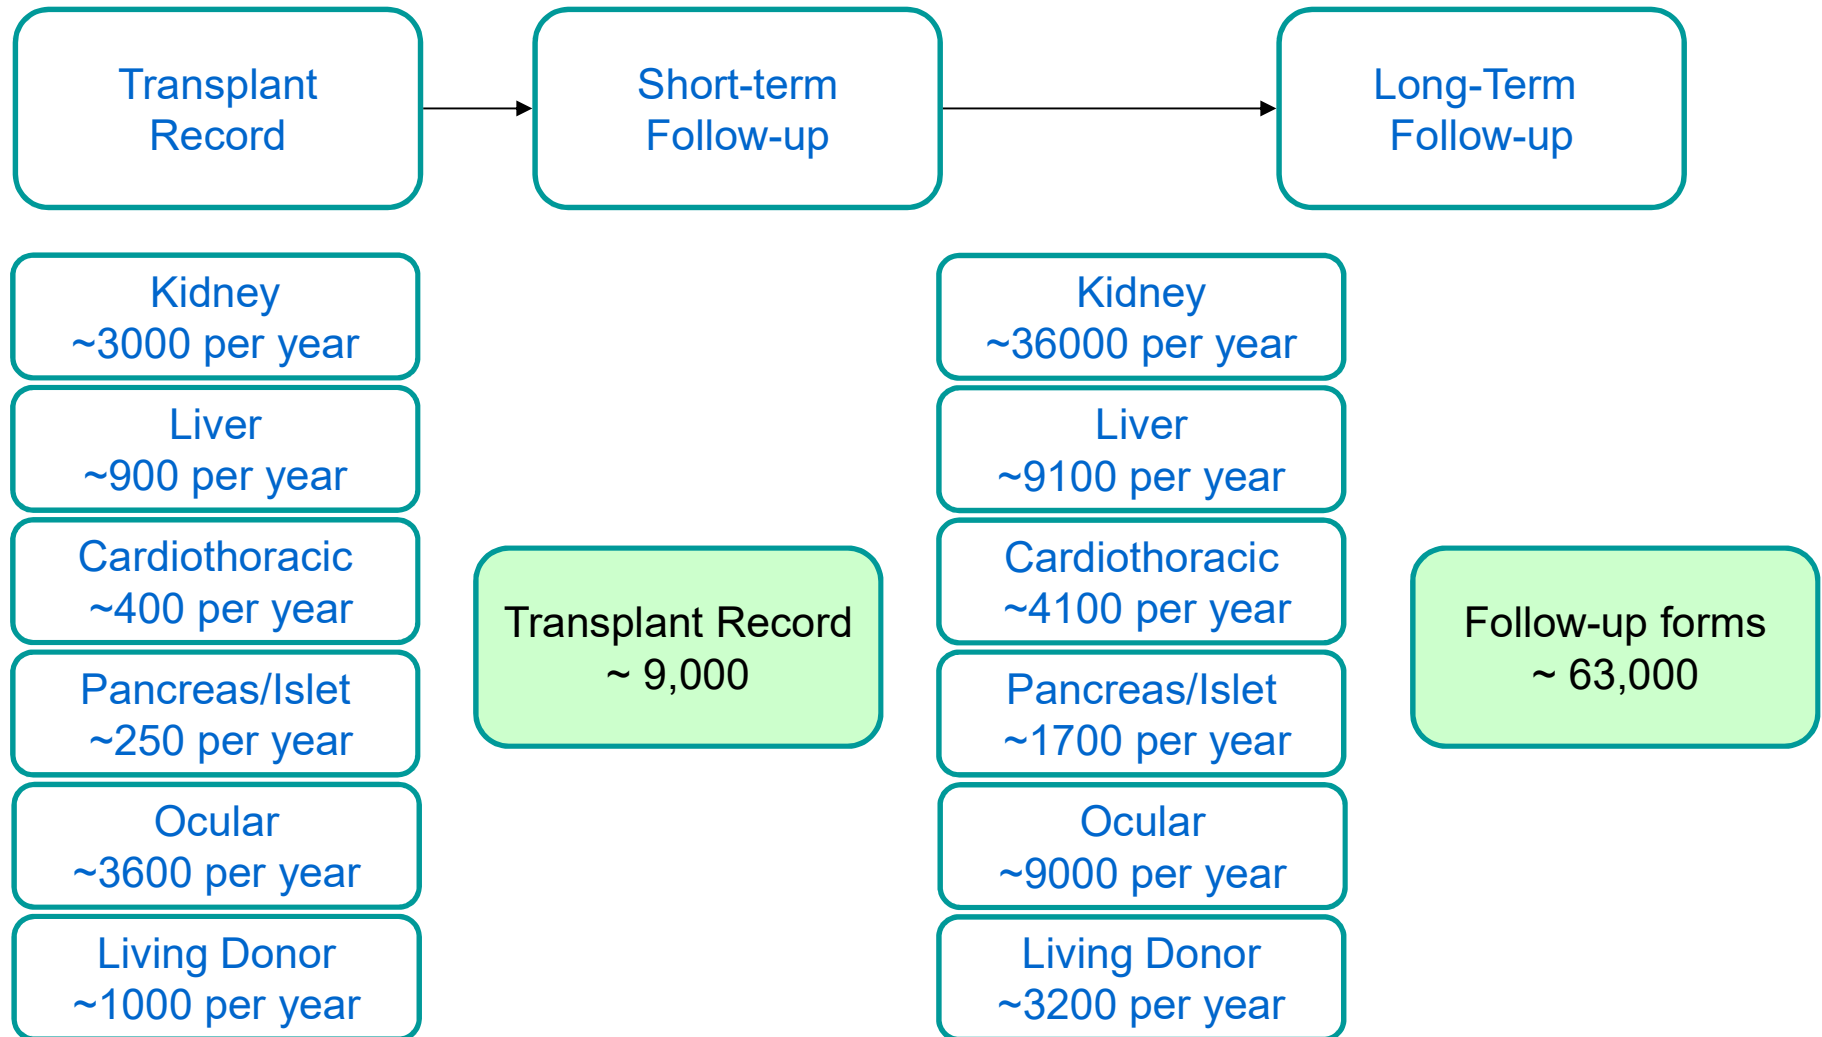 Transplant
Record
Short-term
Follow-up
Long-Term
Follow-up
Kidney
~3000 per year
Liver
~900 per year
Cardiothoracic
~400 per year
Pancreas/Islet
~250 per year
Ocular
~3600 per year
Living Donor
~1000 per year
Transplant Record
~ 9,000
Kidney
~36000 per year
Liver
~9100 per year
Cardiothoracic
~4100 per year
Pancreas/Islet
~1700 per year
Ocular
~9000 per year
Living Donor
~3200 per year
Follow-up forms
~ 63,000